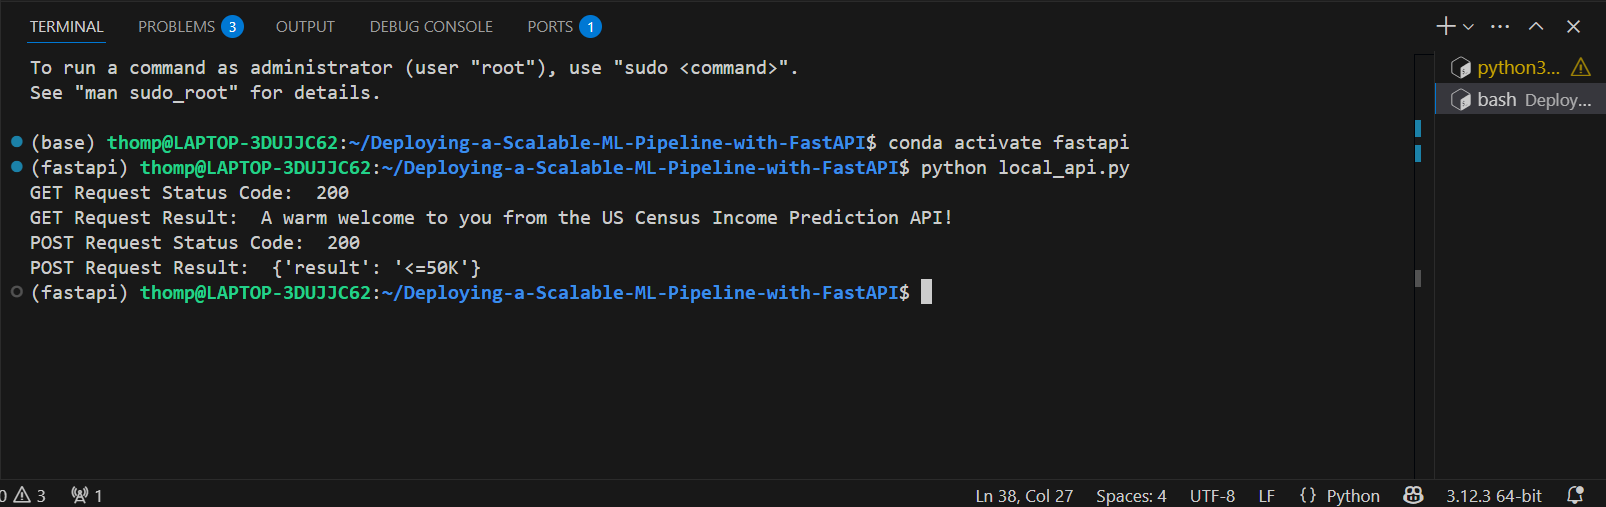 TERMINAL PROBLEMS 3 OUTPUT DEBUG CONSOLE PORTS 1
To run a command as administrator (user "root"), use "sudo <command>".
See "man sudo_root" for details.
(base) thomp@LAPTOP-3DUJJC62:~/Deploying-a-Scalable-ML-Pipeline-with-FastAPI$ conda activate fastapi
(fastapi) thomp@LAPTOP-3DUJJC62:~/Deploying-a-Scalable-ML-Pipeline-with-FastAPI$ python local_api.py
GET Request Status Code:  200
GET Request Result:  A warm welcome to you from the US Census Income Prediction API!
POST Request Status Code:  200
POST Request Result:  {'result': '<=50K'}
(fastapi) thomp@LAPTOP-3DUJJC62:~/Deploying-a-Scalable-ML-Pipeline-with-FastAPI$
python3...
bash Deploy...
0 3 1 Ln 38, Col 27 Spaces: 4 UTF-8 LF {} Python 3.12.3 64-bit